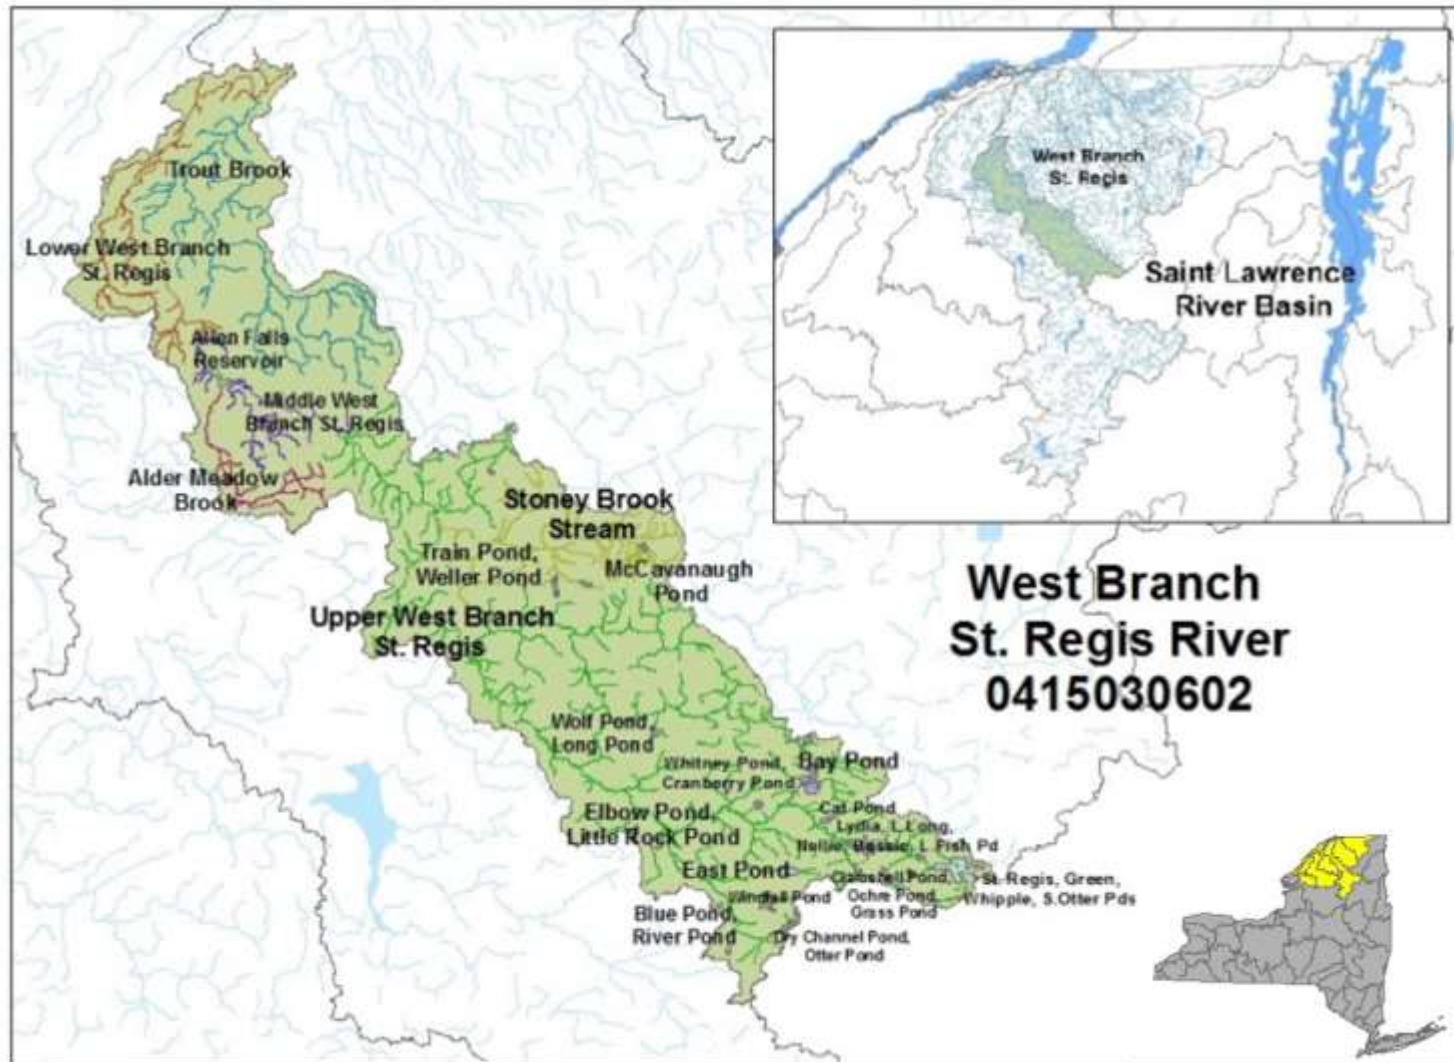 Trout Brook
Lower West Branch
St. Regis
Allen Falls
Reservoir
Middle West
Branch St. Regis
Alder Meadow
Brook
Stoney Brook
Stream
Train Pond,
Weller Pond
McCavanaugh
Pond
Upper West Branch
St. Regis
Wolf Pond,
Long Pond
Whitney Pond,
Cranberry Pond
Bay Pond
Elbow Pond,
Little Rock Pond
Cat Pond
Lydia, L Long,
Nellie, Bessie, L Fish Pd
East Pond
Clamshell Pond,
Ochre Pond,
Grass Pond
St. Regis, Green,
Whipple, S.Otter Pds
Windfall Pond
Blue Pond,
River Pond
Dry Channel Pond,
Otter Pond
West Branch
St. Regis
Saint Lawrence
River Basin
West Branch
St. Regis River
0415030602